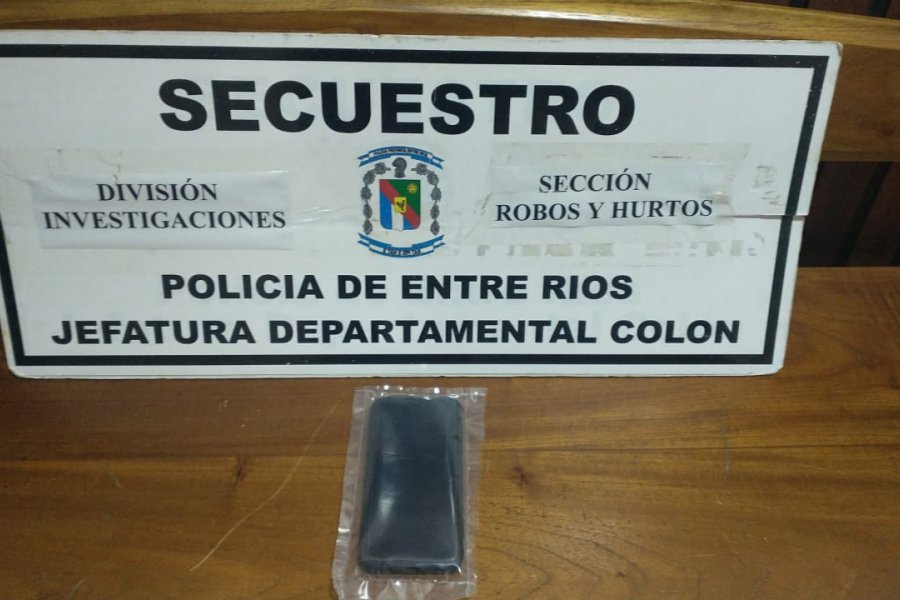 SECUESTRO
DIVISIÓN
INVESTIGACIONES
SECCIÓN
ROBOS Y HURTOS
POLICIA DE ENTRE RIOS
JEFATURA DEPARTAMENTAL COLON